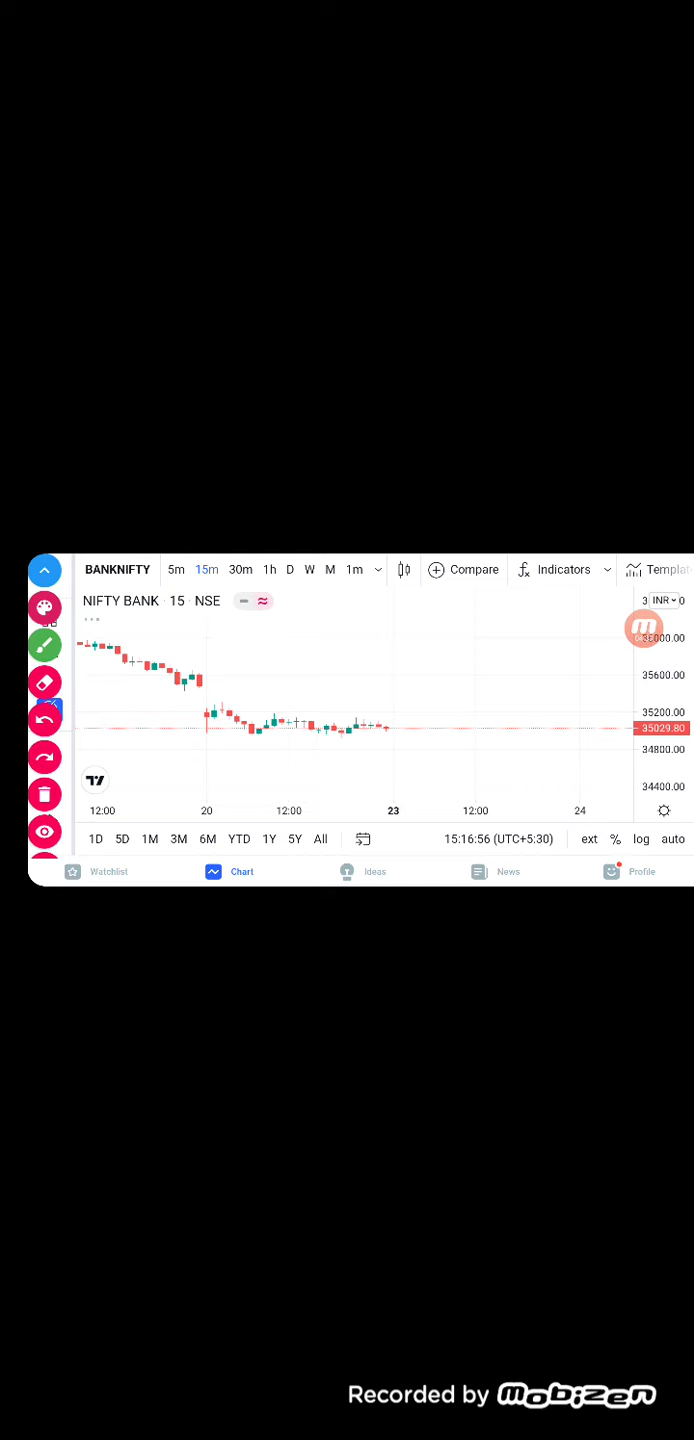 BANKNIFTY 5m 15m 30m 1h D W M 1m Compare Indicators Templat
NIFTY BANK · 15 · NSE
INR
36000.00
35600.00
35200.00
35029.80
34800.00
34400.00
12:00 20 12:00 23 12:00 24
1D 5D 1M 3M 6M YTD 1Y 5Y All 15:16:56 (UTC+5:30) ext % log auto
Watchlist Chart Ideas News Profile
Recorded by mobizen